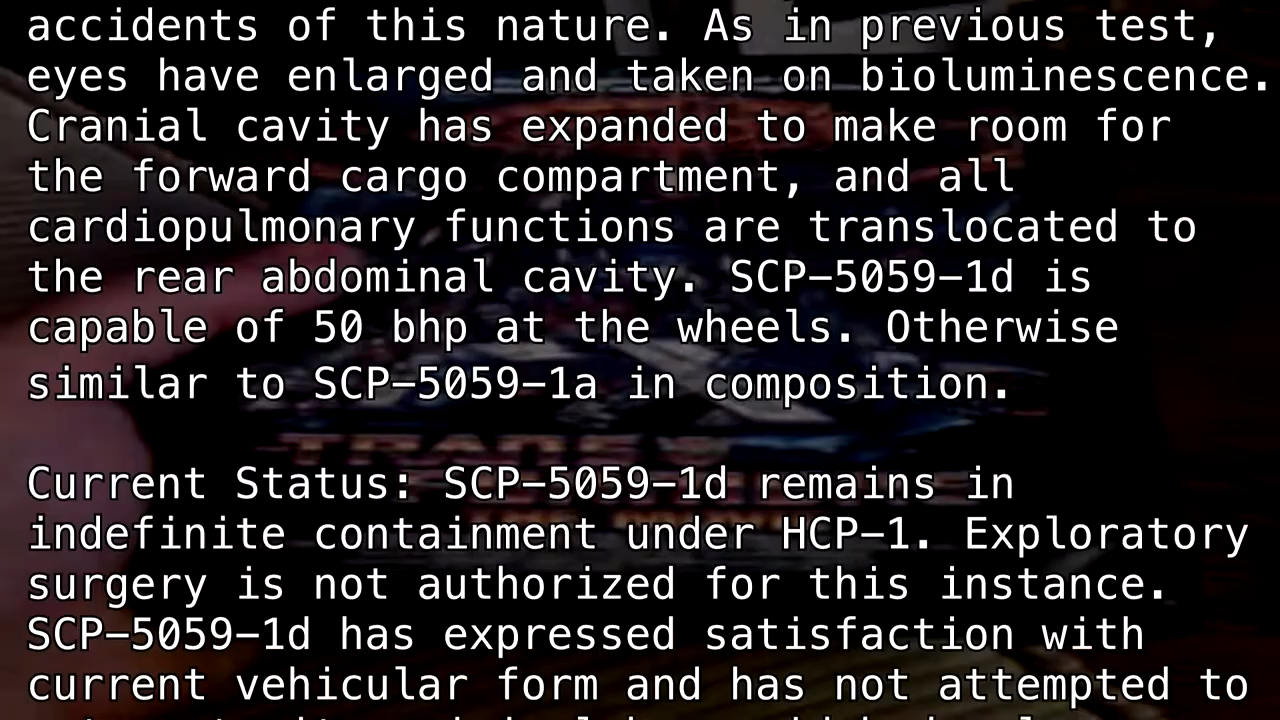 accidents of this nature. As in previous test,
eyes have enlarged and taken on bioluminescence.
Cranial cavity has expanded to make room for
the forward cargo compartment, and all
cardiopulmonary functions are translocated to
the rear abdominal cavity. SCP-5059-1d is
capable of 50 bhp at the wheels. Otherwise
similar to SCP-5059-1a in composition.
Current Status: SCP-5059-1d remains in
indefinite containment under HCP-1. Exploratory
surgery is not authorized for this instance.
SCP-5059-1d has expressed satisfaction with
current vehicular form and has not attempted to